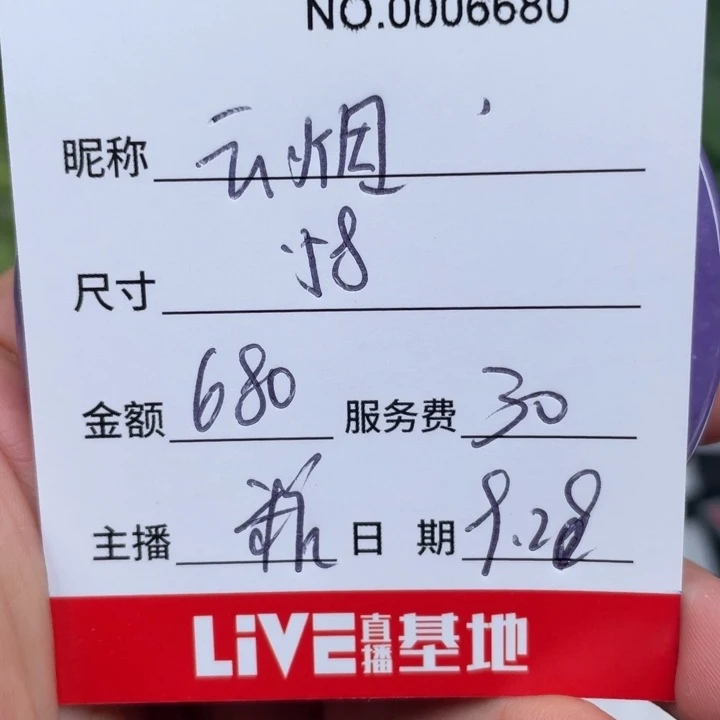 NO.0006680
昵称 云烟
尺寸 58
金额 680 服务费 30
主播 日期 9.28
LiVE直播基地